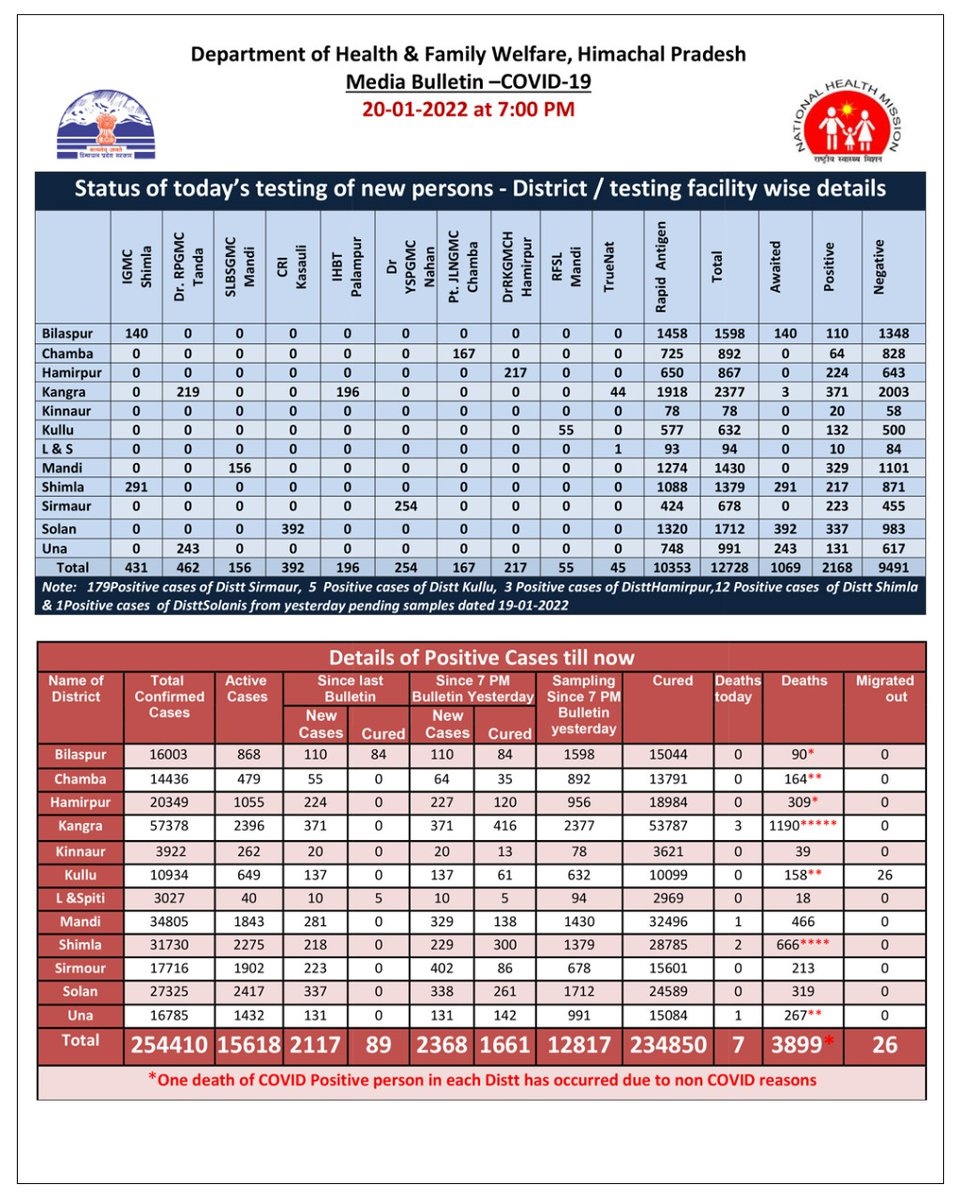 Department of Health & Family Welfare, Himachal Pradesh
Media Bulletin –COVID-19
20-01-2022 at 7:00 PM
सत्यमेव जयते
हिमाचल प्रदेश सरकार
NATIONAL HEALTH MISSION
राष्ट्रीय स्वास्थ्य मिशन
Status of today's testing of new persons - District / testing facility wise details
IGMC Shimla Dr. RPGMC Tanda SLBSGMC Mandi CRI Kasauli IHBT Palampur Dr YSPGMC Nahan Pt. JLNGMC Chamba DrRKGMCH Hamirpur RFSL Mandi TrueNat Rapid Antigen Total Awaited Positive Negative
Bilaspur 140 0 0 0 0 0 0 0 0 0 1458 1598 140 110 1348
Chamba 0 0 0 0 0 0 167 0 0 0 725 892 0 64 828
Hamirpur 0 0 0 0 0 0 0 217 0 0 650 867 0 224 643
Kangra 0 219 0 0 196 0 0 0 0 44 1918 2377 3 371 2003
Kinnaur 0 0 0 0 0 0 0 0 0 0 78 78 0 20 58
Kullu 0 0 0 0 0 0 0 0 55 0 577 632 0 132 500
L & S 0 0 0 0 0 0 0 0 0 1 93 94 0 10 84
Mandi 0 0 156 0 0 0 0 0 0 0 1274 1430 0 329 1101
Shimla 291 0 0 0 0 0 0 0 0 0 1088 1379 291 217 871
Sirmaur 0 0 0 0 0 254 0 0 0 0 424 678 0 223 455
Solan 0 0 0 392 0 0 0 0 0 0 1320 1712 392 337 983
Una 0 243 0 0 0 0 0 0 0 0 748 991 243 131 617
Total 431 462 156 392 196 254 167 217 55 45 10353 12728 1069 2168 9491
Note: 179Positive cases of Distt Sirmaur, 5 Positive cases of Distt Kullu, 3 Positive cases of DisttHamirpur,12 Positive cases of Distt Shimla
& 1Positive cases of DisttSolanis from yesterday pending samples dated 19-01-2022
Details of Positive Cases till now
Name of District Total Confirmed Cases Active Cases Since last Bulletin Since 7 PM Bulletin Yesterday Sampling Since 7 PM Bulletin yesterday Cured Deaths today Deaths Migrated out
New Cases Cured New Cases Cured
Bilaspur 16003 868 110 84 110 84 1598 15044 0 90* 0
Chamba 14436 479 55 0 64 35 892 13791 0 164** 0
Hamirpur 20349 1055 224 0 227 120 956 18984 0 309* 0
Kangra 57378 2396 371 0 371 416 2377 53787 3 1190***** 0
Kinnaur 3922 262 20 0 20 13 78 3621 0 39 0
Kullu 10934 649 137 0 137 61 632 10099 0 158** 26
L &Spiti 3027 40 10 5 10 5 94 2969 0 18 0
Mandi 34805 1843 281 0 329 138 1430 32496 1 466 0
Shimla 31730 2275 218 0 229 300 1379 28785 2 666**** 0
Sirmour 17716 1902 223 0 402 86 678 15601 0 213 0
Solan 27325 2417 337 0 338 261 1712 24589 0 319 0
Una 16785 1432 131 0 131 142 991 15084 1 267** 0
Total 254410 15618 2117 89 2368 1661 12817 234850 7 3899* 26
*One death of COVID Positive person in each Distt has occurred due to non COVID reasons